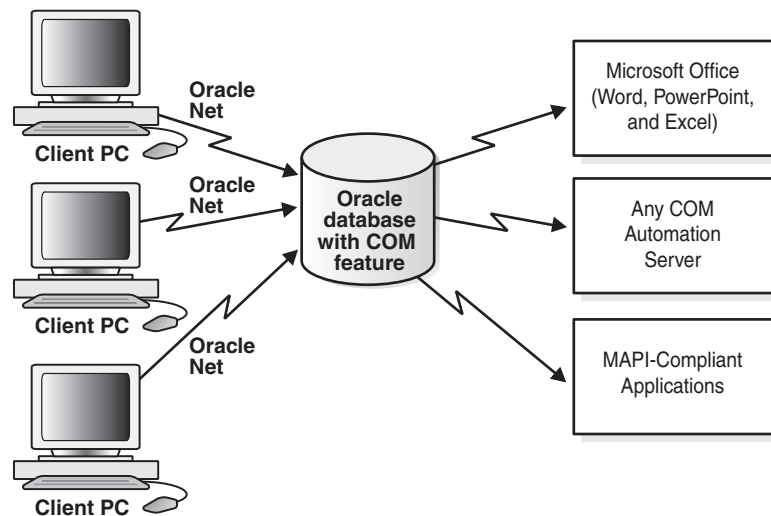 Oracle
Net
Client PC
Oracle
Net
Client PC
Oracle
Net
Client PC
Oracle
database
with COM
feature
Microsoft Office
(Word, PowerPoint,
and Excel)
Any COM
Automation
Server
MAPI-Compliant
Applications